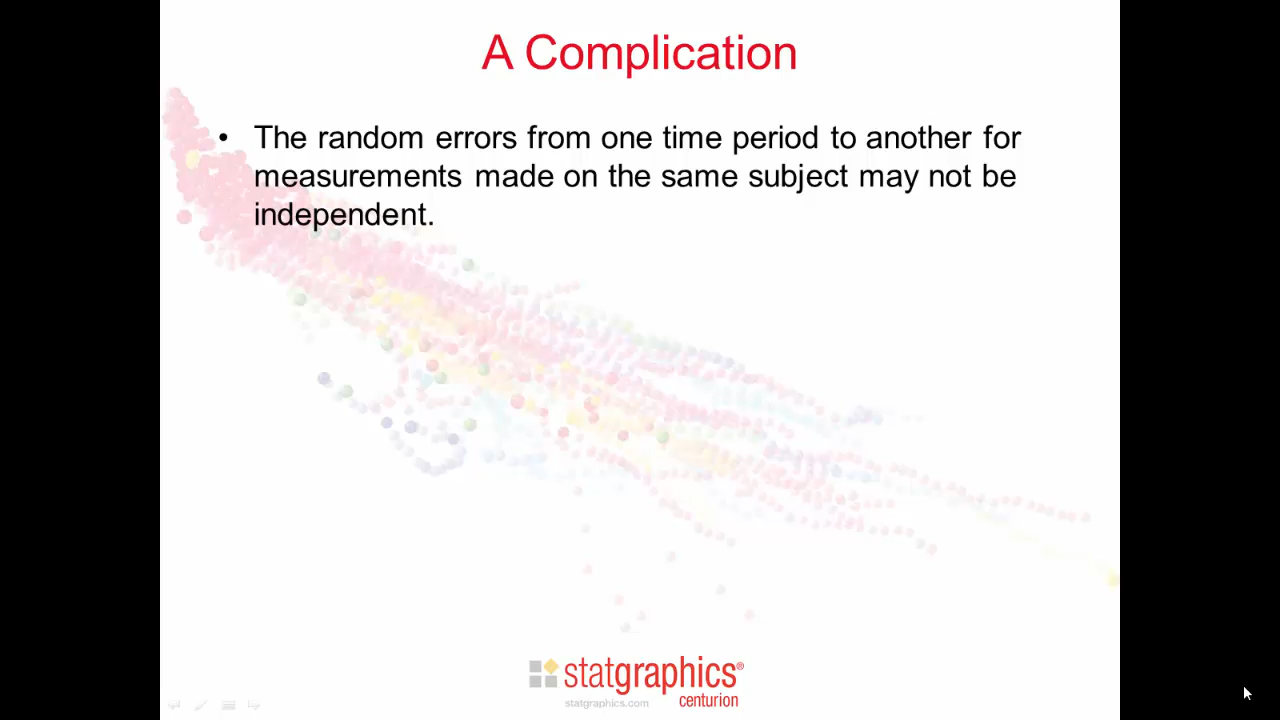 A Complication
• The random errors from one time period to another for
measurements made on the same subject may not be
independent.
statgraphics®
centurion
statgraphics.com